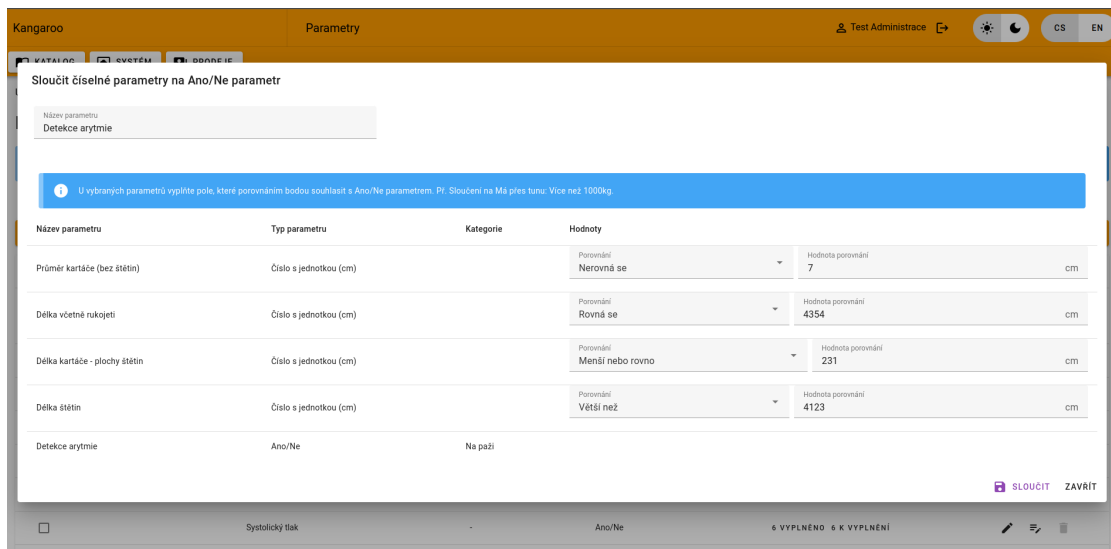 Kangaroo
Parametry
Test Administrace
CS
EN
KATALOG
SYSTÉM
PRODEJE
Sloučit číselné parametry na Ano/Ne parametr
Název parametru
Detekce arytmie
U vybraných parametrů vyplňte pole, které porovnáním bodou souhlasit s Ano/Ne parametrem. Př. Sloučení na Má přes tunu: Více než 1000kg.
Název parametru Typ parametru Kategorie Hodnoty
Porovnání Hodnota porovnání
Průměr kartáče (bez štětin) Číslo s jednotkou (cm) Nerovná se 7 cm
Porovnání Hodnota porovnání
Délka včetně rukojeti Číslo s jednotkou (cm) Rovná se 4354 cm
Porovnání Hodnota porovnání
Délka kartáče - plochy štětin Číslo s jednotkou (cm) Menší nebo rovno 231 cm
Porovnání Hodnota porovnání
Délka štětin Číslo s jednotkou (cm) Větší než 4123 cm
Detekce arytmie Ano/Ne Na paži
SLOUČIT ZAVŘÍT
Systolický tlak - Ano/Ne 6 VYPLNĚNO 6 K VYPLNĚNÍ